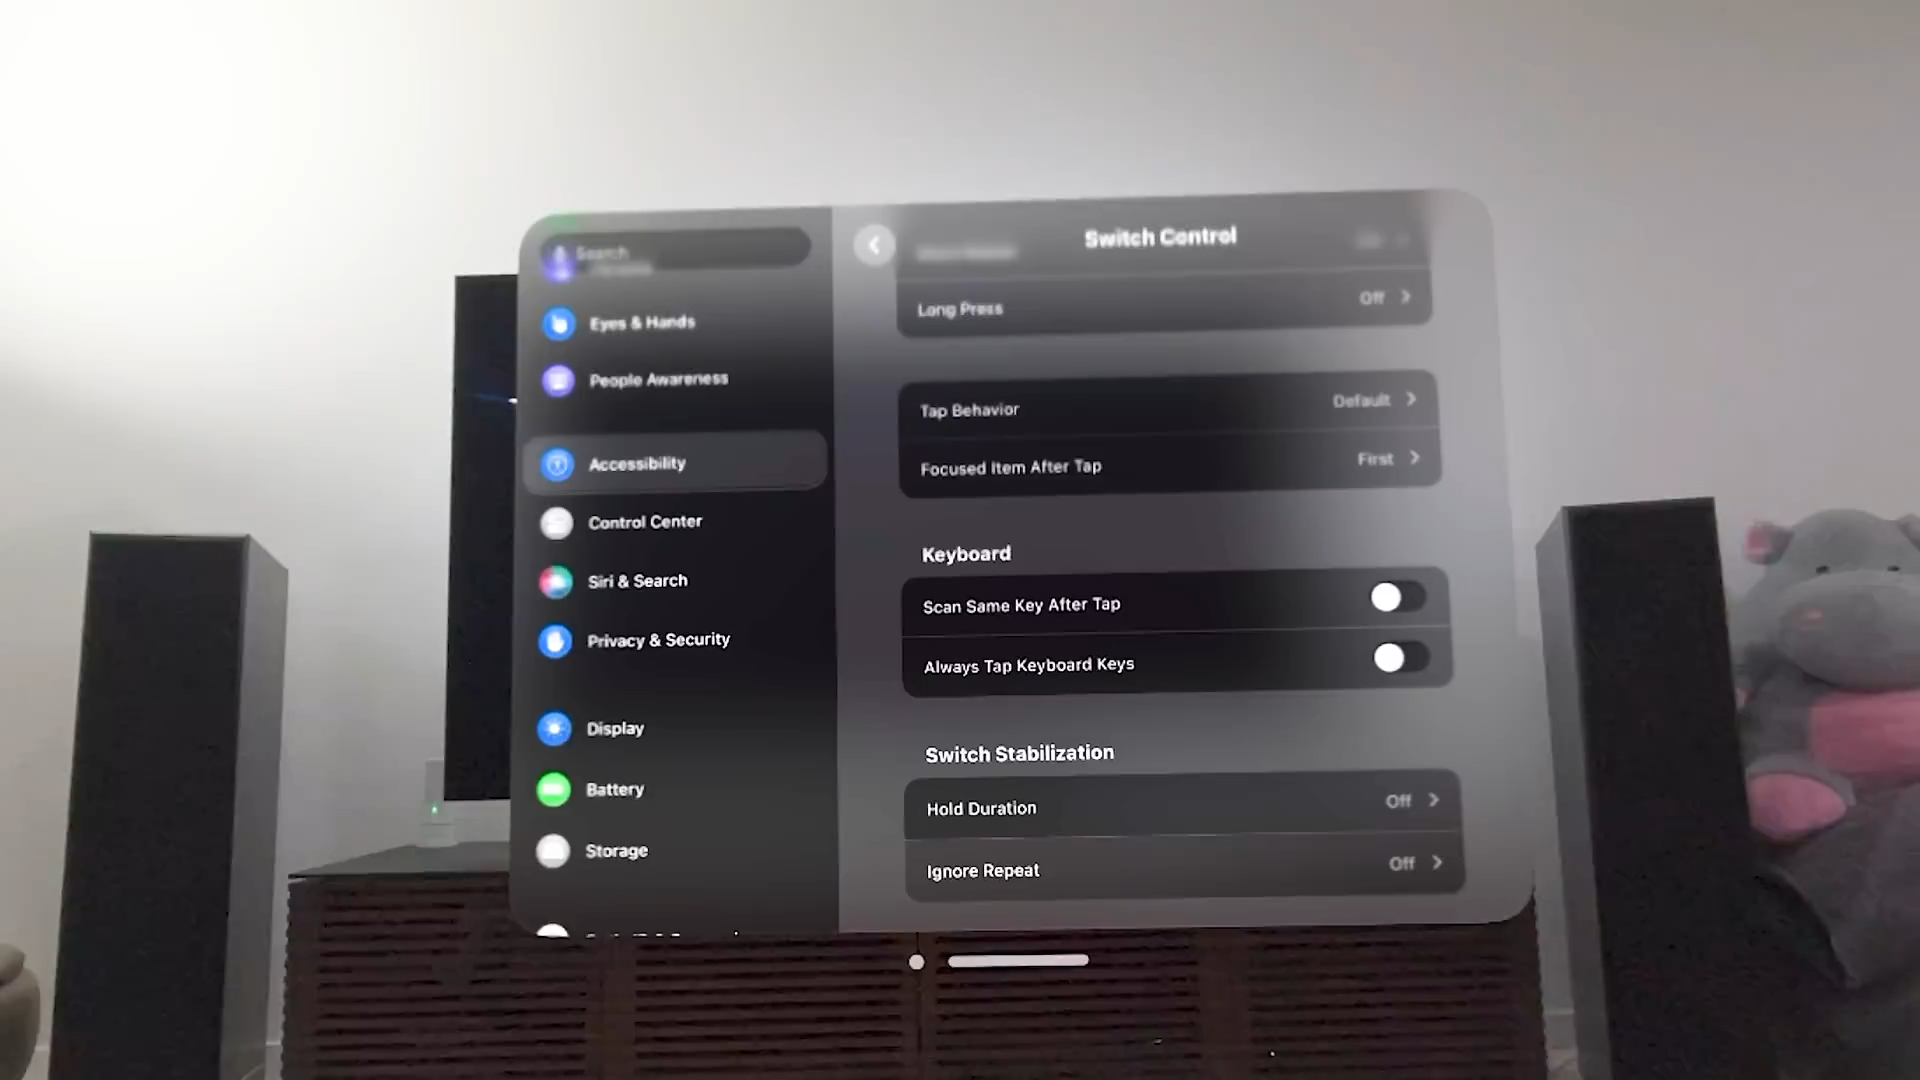 Search
Switch Control
Eyes & Hands
People Awareness
Accessibility
Control Center
Siri & Search
Privacy & Security
Display
Battery
Storage
Long Press Off
Tap Behavior Default
Focused Item After Tap First
Keyboard
Scan Same Key After Tap
Always Tap Keyboard Keys
Switch Stabilization
Hold Duration Off
Ignore Repeat Off